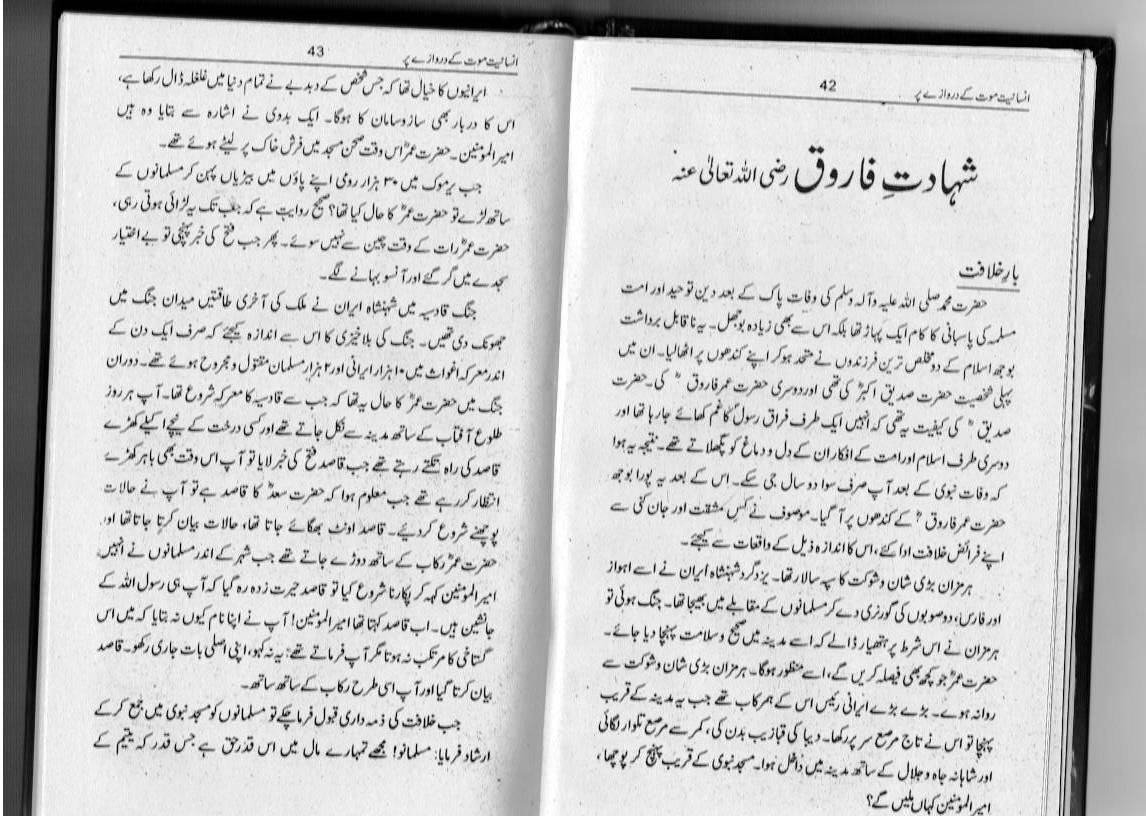 انسانیت موت کے دروازے پر 42
شہادتِ فاروق رضی اللہ تعالیٰ عنہ
بارِ خلافت
حضرت محمد صلی اللہ علیہ وآلہ وسلم کی وفات پاک کے بعد دین توحید اور امت
مسلمہ کی پاسبانی کا کام ایک پہاڑ تھا بلکہ اس سے بھی زیادہ بوجھل۔ یہ نا قابل برداشت
بوجھ اسلام کے دو مخلص ترین فرزندوں نے متحد ہو کر اپنے کندھوں پر اٹھا لیا۔ ان میں
پہلی شخصیت حضرت صدیق اکبرؓ کی تھی اور دوسری حضرت عمر فاروقؓ کی۔ حضرت
صدیقؓ کی کیفیت یہ تھی کہ انہیں ایک طرف فراق رسولؐ کا غم کھائے جا رہا تھا اور
دوسری طرف اسلام اور امت کے افکار ان کے دل و دماغ کو پگھلاتے تھے۔ نتیجہ یہ ہوا
کہ وفات نبوی کے بعد آپ صرف سوا دو سال جی سکے۔ اس کے بعد یہ پورا بوجھ
حضرت عمر فاروقؓ کے کندھوں پر آ گیا۔ موصوف نے کس مشقت اور جان کنی سے
اپنے فرائض خلافت ادا کئے، اس کا اندازہ ذیل کے واقعات سے کیجئے۔
ہرمزان بڑی شان و شوکت کا سپہ سالار تھا۔ یزدگرد شہنشاہ ایران نے اسے اہواز
اور فارس، دو صوبوں کی گورنری دے کر مسلمانوں کے مقابلے میں بھیجا تھا۔ جنگ ہوئی تو
ہرمزان نے اس شرط پر ہتھیار ڈالے کہ اسے مدینہ میں صحیح و سلامت پہنچا دیا جائے۔
حضرت عمرؓ جو کچھ بھی فیصلہ کریں گے، اسے منظور ہوگا۔ ہرمزان بڑی شان و شوکت سے
روانہ ہوئے۔ بڑے بڑے ایرانی رئیس اس کے ہمرکاب تھے جب یہ مدینہ کے قریب
پہنچا تو اس نے تاج مرصع سر پر رکھا۔ دیبا کی قبا زیب بدن کی، کمر سے مرصع تلوار لگائی
اور شاہانہ جاہ و جلال کے ساتھ مدینہ میں داخل ہوا۔ مسجد نبوی کے قریب پہنچ کر پوچھا،
امیر المومنین کہاں ملیں گے؟
انسانیت موت کے دروازے پر 43
ایرانیوں کا خیال تھا کہ جس شخص کے دبدبے نے تمام دنیا میں غلغلہ ڈال رکھا ہے،
اس کا دربار بھی ساز و سامان کا ہوگا۔ ایک بدوی نے اشارہ سے بتایا وہ ہیں
امیر المومنین۔ حضرت عمرؓ اس وقت صحن مسجد میں فرش خاک پر لیٹے ہوئے تھے۔
جب یرموک میں ۳۰ ہزار رومی اپنے پاؤں میں بیڑیاں پہن کر مسلمانوں کے
ساتھ لڑے تو حضرت عمرؓ کا حال کیا تھا؟ صحیح روایت ہے کہ جب تک یہ لڑائی ہوتی رہی،
حضرت عمرؓ رات کے وقت چین سے نہیں سوئے۔ پھر جب فتح کی خبر پہنچی تو بے اختیار
سجدے میں گر گئے اور آنسو بہانے لگے۔
جنگ قادسیہ میں شہنشاہ ایران نے ملک کی آخری طاقتیں میدان جنگ میں
جھونک دی تھیں۔ جنگ کی بلا خیزی کا اس سے اندازہ کیجئے کہ صرف ایک دن کے
اندر معرکہ اغواث میں ۱۰ ہزار ایرانی اور ۲ ہزار مسلمان مقتول و مجروح ہوئے تھے۔ دوران
جنگ میں حضرت عمرؓ کا حال یہ تھا کہ جب سے قادسیہ کا معرکہ شروع تھا۔ آپ ہر روز
طلوع آفتاب کے ساتھ مدینہ سے نکل جاتے تھے اور کسی درخت کے نیچے اکیلے کھڑے
قاصد کی راہ تکتے رہتے تھے جب قاصد فتح کی خبر لایا تو آپ اس وقت بھی باہر کھڑے
انتظار کر رہے تھے جب معلوم ہوا کہ حضرت سعدؓ کا قاصد ہے تو آپ نے حالات
پوچھنے شروع کر دیے۔ قاصد اونٹ بھگائے جاتا تھا، حالات بیان کرتا جاتا تھا اور
حضرت عمرؓ رکاب کے ساتھ دوڑے جاتے تھے جب شہر کے اندر مسلمانوں نے انہیں
امیر المومنین کہہ کر پکارنا شروع کیا تو قاصد حیرت زدہ رہ گیا کہ آپ ہی رسول اللہ کے
جانشین ہیں۔ اب قاصد کہتا تھا امیر المومنین! آپ نے اپنا نام کیوں نہ بتایا کہ میں اس
گستاخی کا مرتکب نہ ہوتا مگر آپ فرماتے تھے: یہ نہ کہو، اپنی اصلی بات جاری رکھو۔ قاصد
بیان کرتا گیا اور آپ اسی طرح رکاب کے ساتھ ساتھ۔
جب خلافت کی ذمہ داری قبول فرما چکے تو مسلمانوں کو مسجد نبوی میں جمع کر کے
ارشاد فرمایا: مسلمانو! مجھے تمہارے مال میں اس قدر حق ہے جس قدر کہ یتیم کے